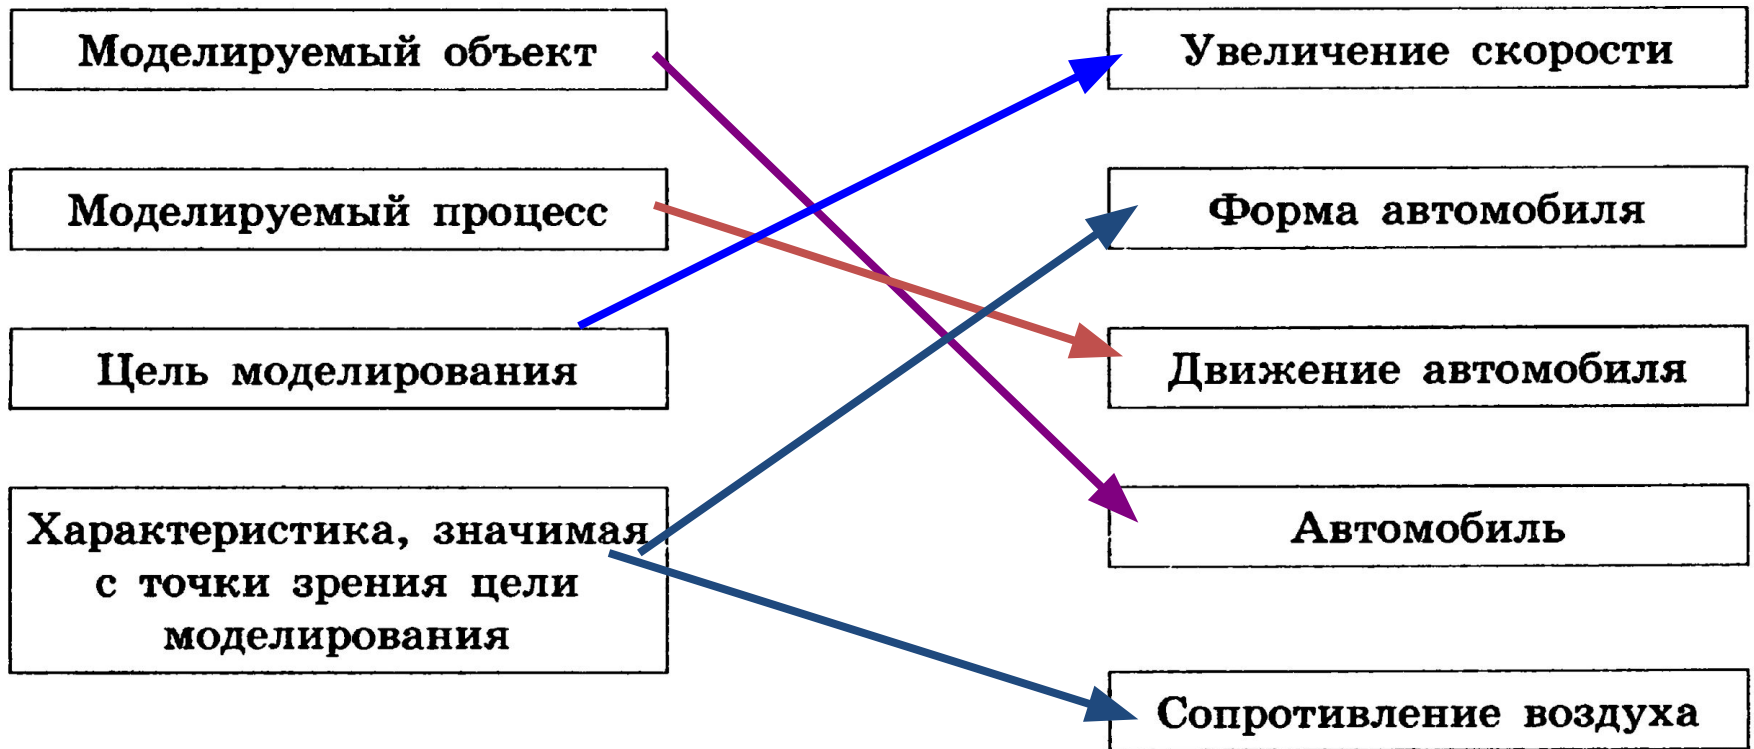 Моделируемый объект
Моделируемый процесс
Цель моделирования
Характеристика, значимая
с точки зрения цели
моделирования
Увеличение скорости
Форма автомобиля
Движение автомобиля
Автомобиль
Сопротивление воздуха